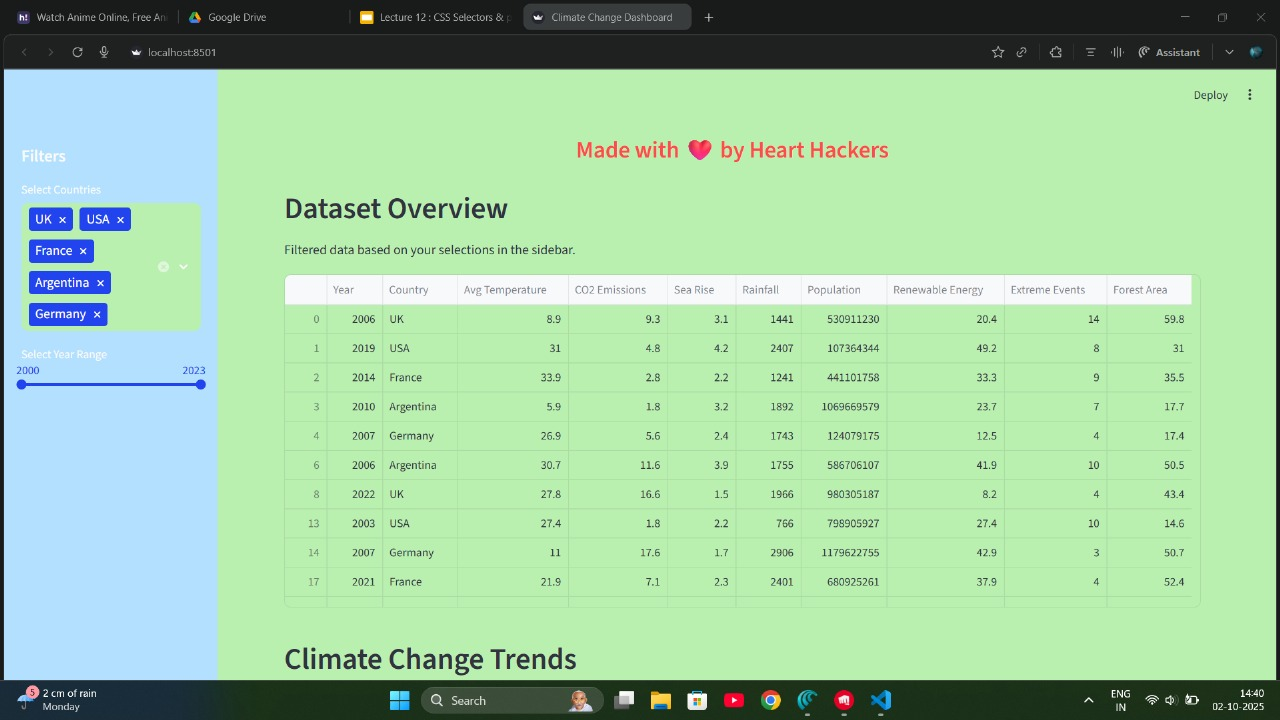 h! Watch Anime Online, Free An
Google Drive
Lecture 12 : CSS Selectors & p
Climate Change Dashboard
localhost:8501
Assistant
Deploy
Filters
Select Countries
UK × USA ×
France ×
Argentina ×
Germany ×
Select Year Range
2000 2023
Made with ❤️ by Heart Hackers
Dataset Overview
Filtered data based on your selections in the sidebar.
Year Country Avg Temperature CO2 Emissions Sea Rise Rainfall Population Renewable Energy Extreme Events Forest Area
0 2006 UK 8.9 9.3 3.1 1441 530911230 20.4 14 59.8
1 2019 USA 31 4.8 4.2 2407 107364344 49.2 8 31
2 2014 France 33.9 2.8 2.2 1241 441101758 33.3 9 35.5
3 2010 Argentina 5.9 1.8 3.2 1892 1069669579 23.7 7 17.7
4 2007 Germany 26.9 5.6 2.4 1743 124079175 12.5 4 17.4
6 2006 Argentina 30.7 11.6 3.9 1755 586706107 41.9 10 50.5
8 2022 UK 27.8 16.6 1.5 1966 980305187 8.2 4 43.4
13 2003 USA 27.4 1.8 2.2 766 798905927 27.4 10 14.6
14 2007 Germany 11 17.6 1.7 2906 1179622755 42.9 3 50.7
17 2021 France 21.9 7.1 2.3 2401 680925261 37.9 4 52.4
Climate Change Trends
5 2 cm of rain
Monday
Search
ENG
IN
14:40
02-10-2025